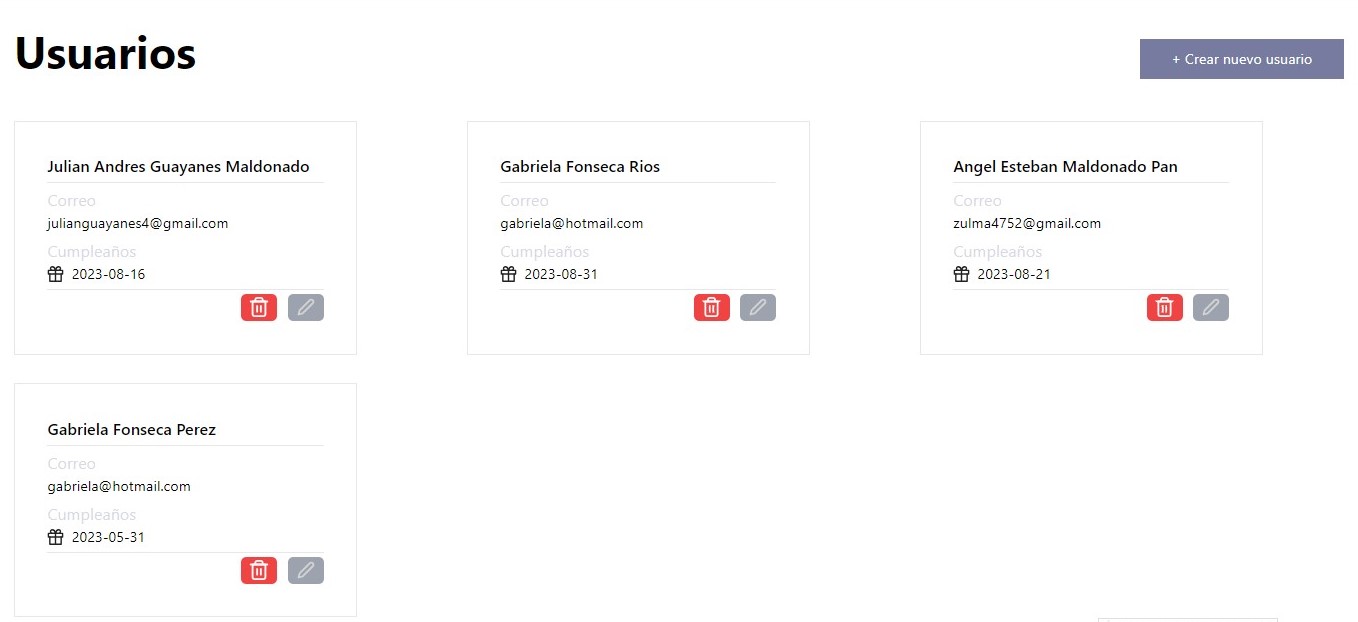 Usuarios
+ Crear nuevo usuario
Julian Andres Guayanes Maldonado
Correo
julianguayanes4@gmail.com
Cumpleaños
2023-08-16
Gabriela Fonseca Rios
Correo
gabriela@hotmail.com
Cumpleaños
2023-08-31
Angel Esteban Maldonado Pan
Correo
zulma4752@gmail.com
Cumpleaños
2023-08-21
Gabriela Fonseca Perez
Correo
gabriela@hotmail.com
Cumpleaños
2023-05-31